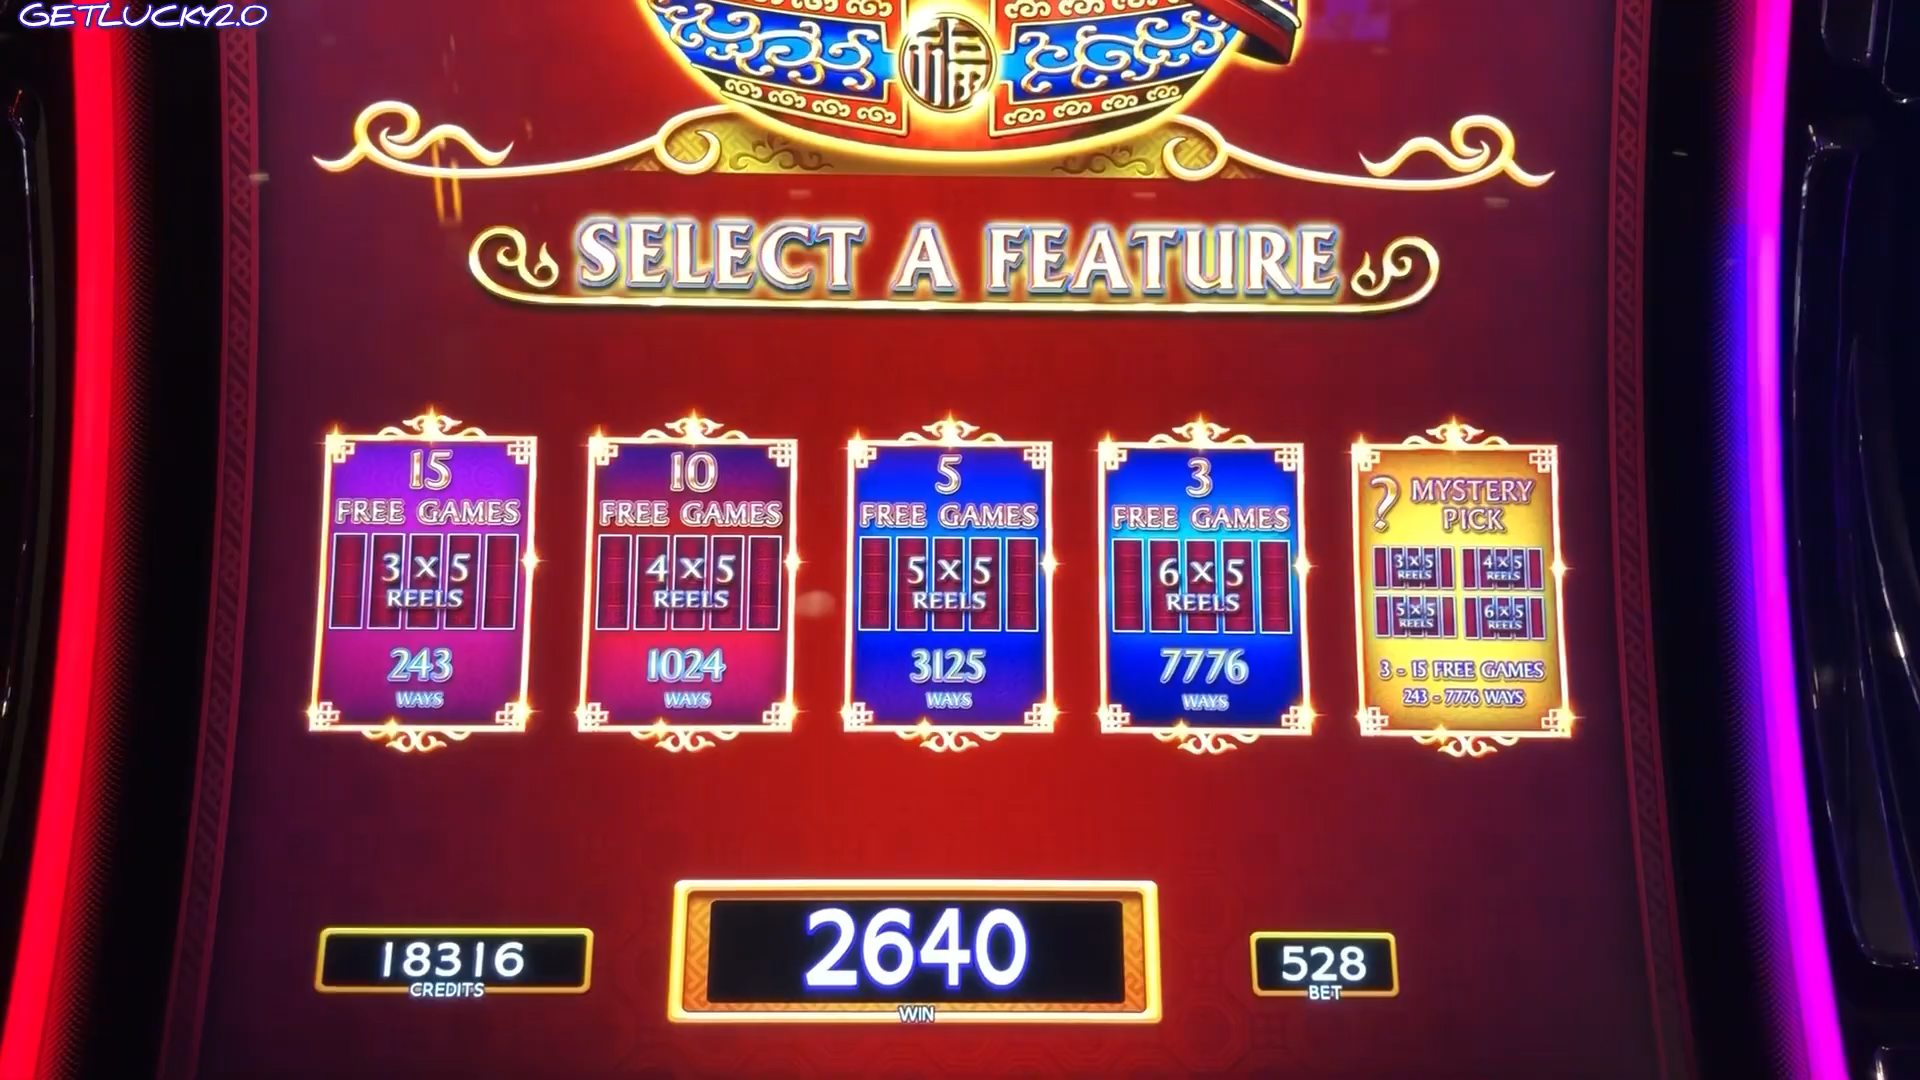 GETLUCKY2.0
福
SELECT A FEATURE
15
FREE GAMES
3 X 5
REELS
243
WAYS
10
FREE GAMES
4 X 5
REELS
1024
WAYS
5
FREE GAMES
5 X 5
REELS
3125
WAYS
3
FREE GAMES
6 X 5
REELS
7776
WAYS
? MYSTERY
PICK
3 X 5
REELS
4 X 5
REELS
5 X 5
REELS
6 X 5
REELS
3 - 15 FREE GAMES
243 - 7776 WAYS
18316
CREDITS
2640
WIN
528
BET